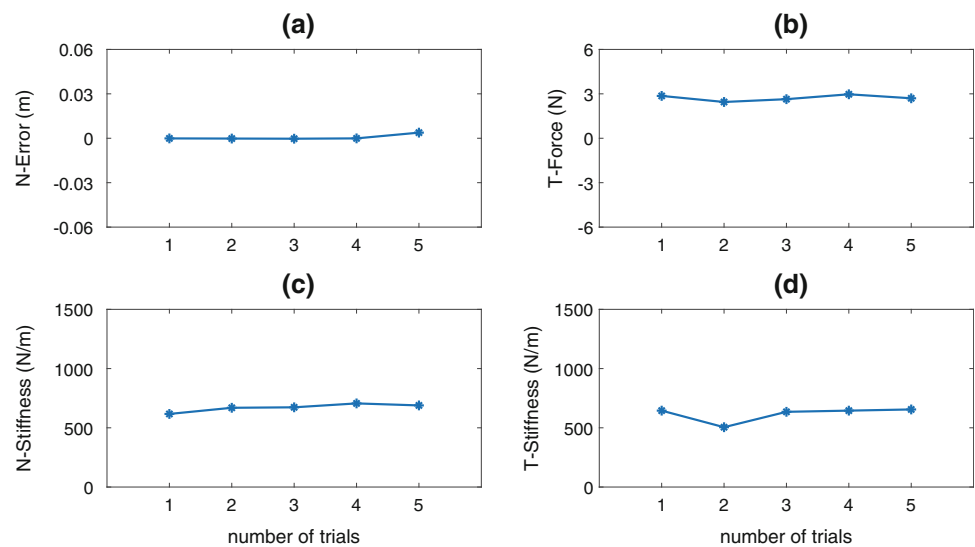 (a)
0.06
0.03
0
-0.03
-0.06
N-Error (m)
1 2 3 4 5
(b)
6
3
0
-3
-6
T-Force (N)
1 2 3 4 5
(c)
1500
1000
500
0
N-Stiffness (N/m)
1 2 3 4 5
number of trials
(d)
1500
1000
500
0
T-Stiffness (N/m)
1 2 3 4 5
number of trials